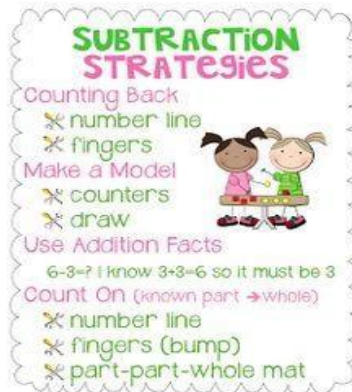 SUBTRACTION
STRATEGIES
Counting Back
number line
fingers
Make a Model
counters
draw
Use Addition Facts
6-3=? I know 3+3=6 so it must be 3
Count On (known part →whole)
number line
fingers (bump)
part-part-whole mat